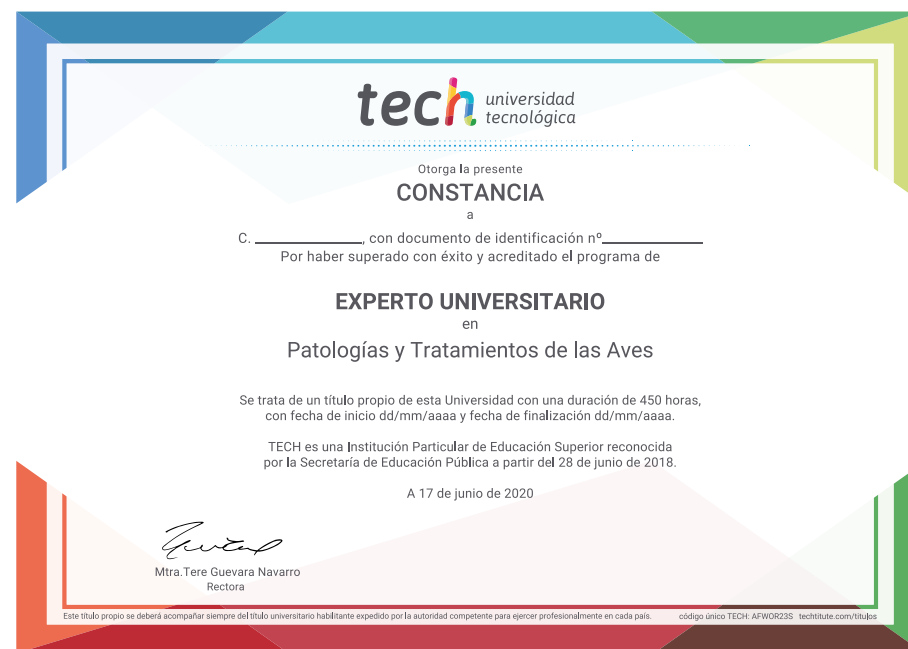 tech universidad
tecnológica
Otorga la presente
CONSTANCIA
a
C. ____________, con documento de identificación nº____________
Por haber superado con éxito y acreditado el programa de
EXPERTO UNIVERSITARIO
en
Patologías y Tratamientos de las Aves
Se trata de un título propio de esta Universidad con una duración de 450 horas,
con fecha de inicio dd/mm/aaaa y fecha de finalización dd/mm/aaaa.
TECH es una Institución Particular de Educación Superior reconocida
por la Secretaría de Educación Pública a partir del 28 de junio de 2018.
A 17 de junio de 2020
Mtra.Tere Guevara Navarro
Rectora
Este título propio se deberá acompañar siempre del título universitario habilitante expedido por la autoridad competente para ejercer profesionalmente en cada país. código único TECH: AFWOR23S techtitute.com/titulos